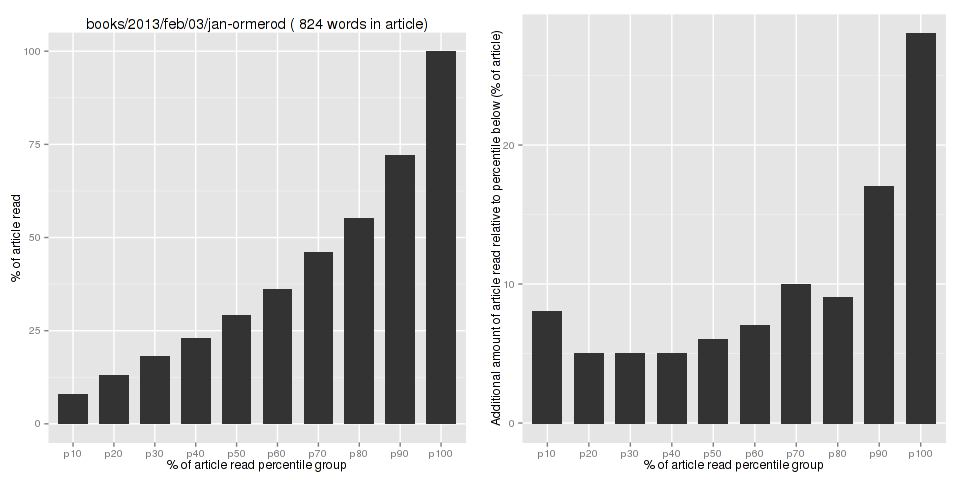 books/2013/feb/03/jan-ormerod ( 824 words in article)
% of article read
100
75
50
25
0
p10 p20 p30 p40 p50 p60 p70 p80 p90 p100
% of article read percentile group
Additional amount of article read relative to percentile below (% of article)
20
10
0
p10 p20 p30 p40 p50 p60 p70 p80 p90 p100
% of article read percentile group